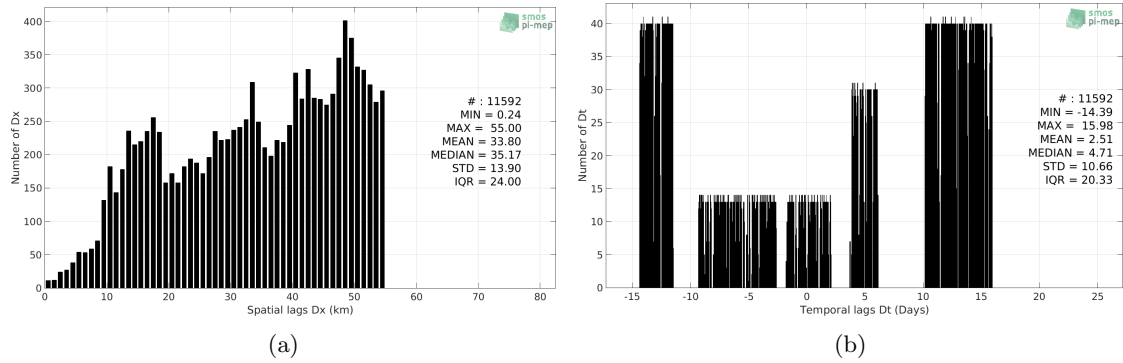 smos
pi-mep
400
350
300
250
200
150
100
50
0
Number of Dx
# : 11592
MIN = 0.24
MAX = 55.00
MEAN = 33.80
MEDIAN = 35.17
STD = 13.90
IQR = 24.00
0 10 20 30 40 50 60 70 80
Spatial lags Dx (km)
(a)
smos
pi-mep
40
35
30
25
20
15
10
5
0
Number of Dt
# : 11592
MIN = -14.39
MAX = 15.98
MEAN = 2.51
MEDIAN = 4.71
STD = 10.66
IQR = 20.33
-15 -10 -5 0 5 10 15 20 25
Temporal lags Dt (Days)
(b)